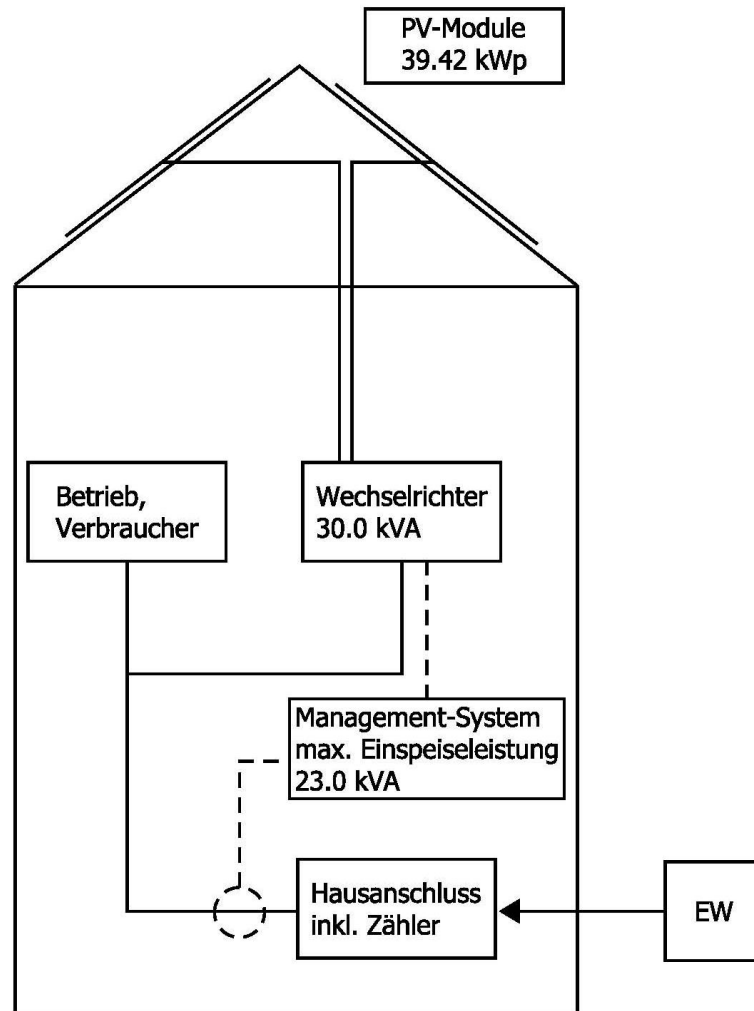 PV-Module
39.42 kWp
Betrieb,
Verbraucher
Wechselrichter
30.0 kVA
Management-System
max. Einspeiseleistung
23.0 kVA
Hausanschluss
inkl. Zähler
EW